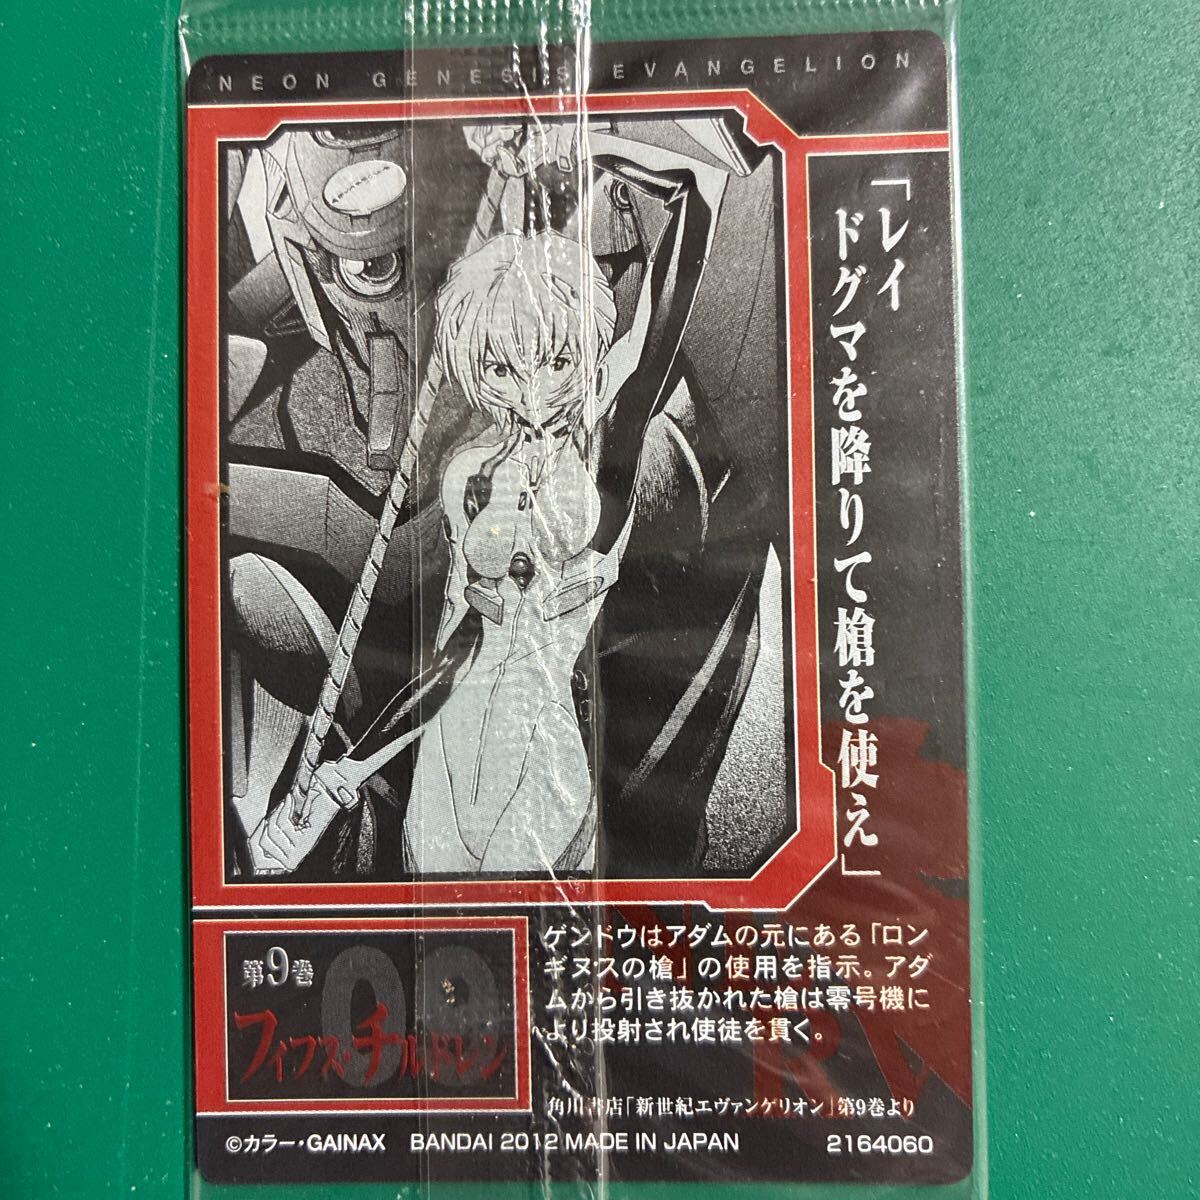 NEON GENESIS EVANGELION
「レイ
ドグマを降りて槍を使え」
第9巻
09
フィフス・チルドレン
ゲンドウはアダムの元にある「ロン
ギヌスの槍」の使用を指示。アダ
ムから引き抜かれた槍は零号機に
より投射され使徒を貫く。
角川書店「新世紀エヴァンゲリオン」第9巻より
©カラー・GAINAX BANDAI 2012 MADE IN JAPAN 2164060